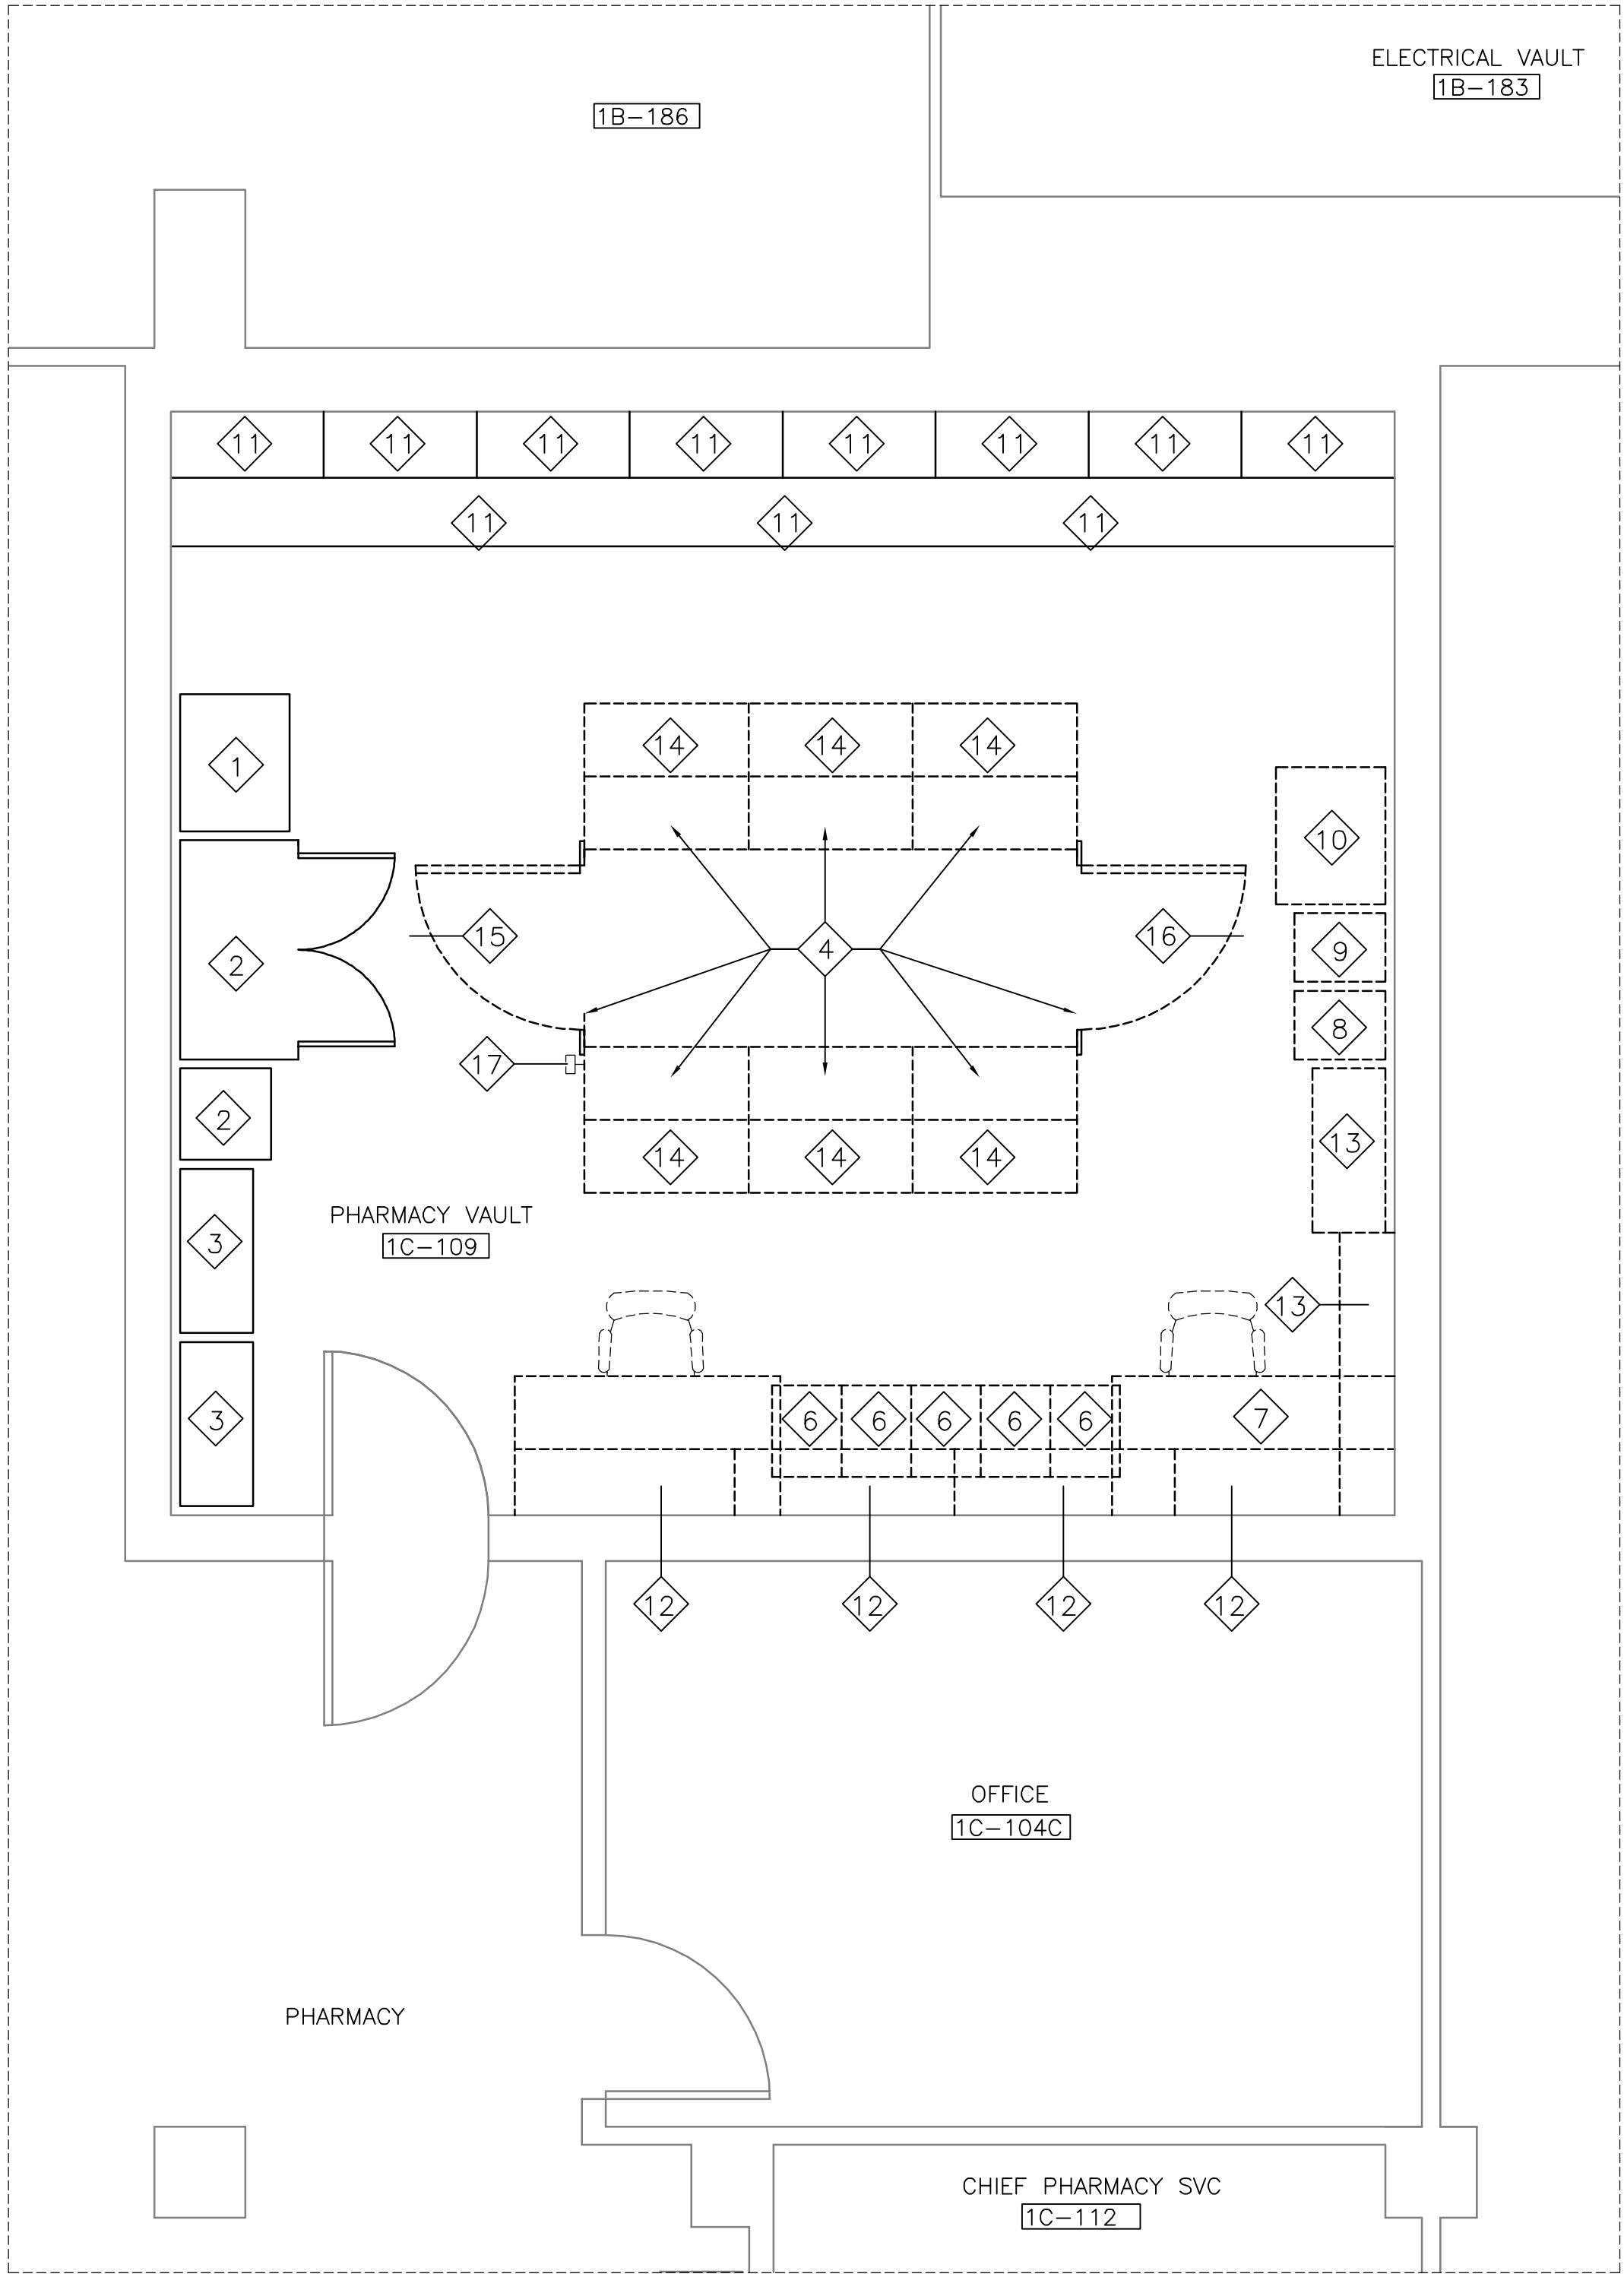 ELECTRICAL VAULT
1B-183
1B-186
11 11 11 11 11 11 11 11
11 11 11
14 14 14
1
10
15 4 16
9
2
8
17
2
13
14 14 14
PHARMACY VAULT
1C-109
3
13
3 6 6 6 6 6 7
12 12 12 12
OFFICE
1C-104C
PHARMACY
CHIEF PHARMACY SVC
1C-112